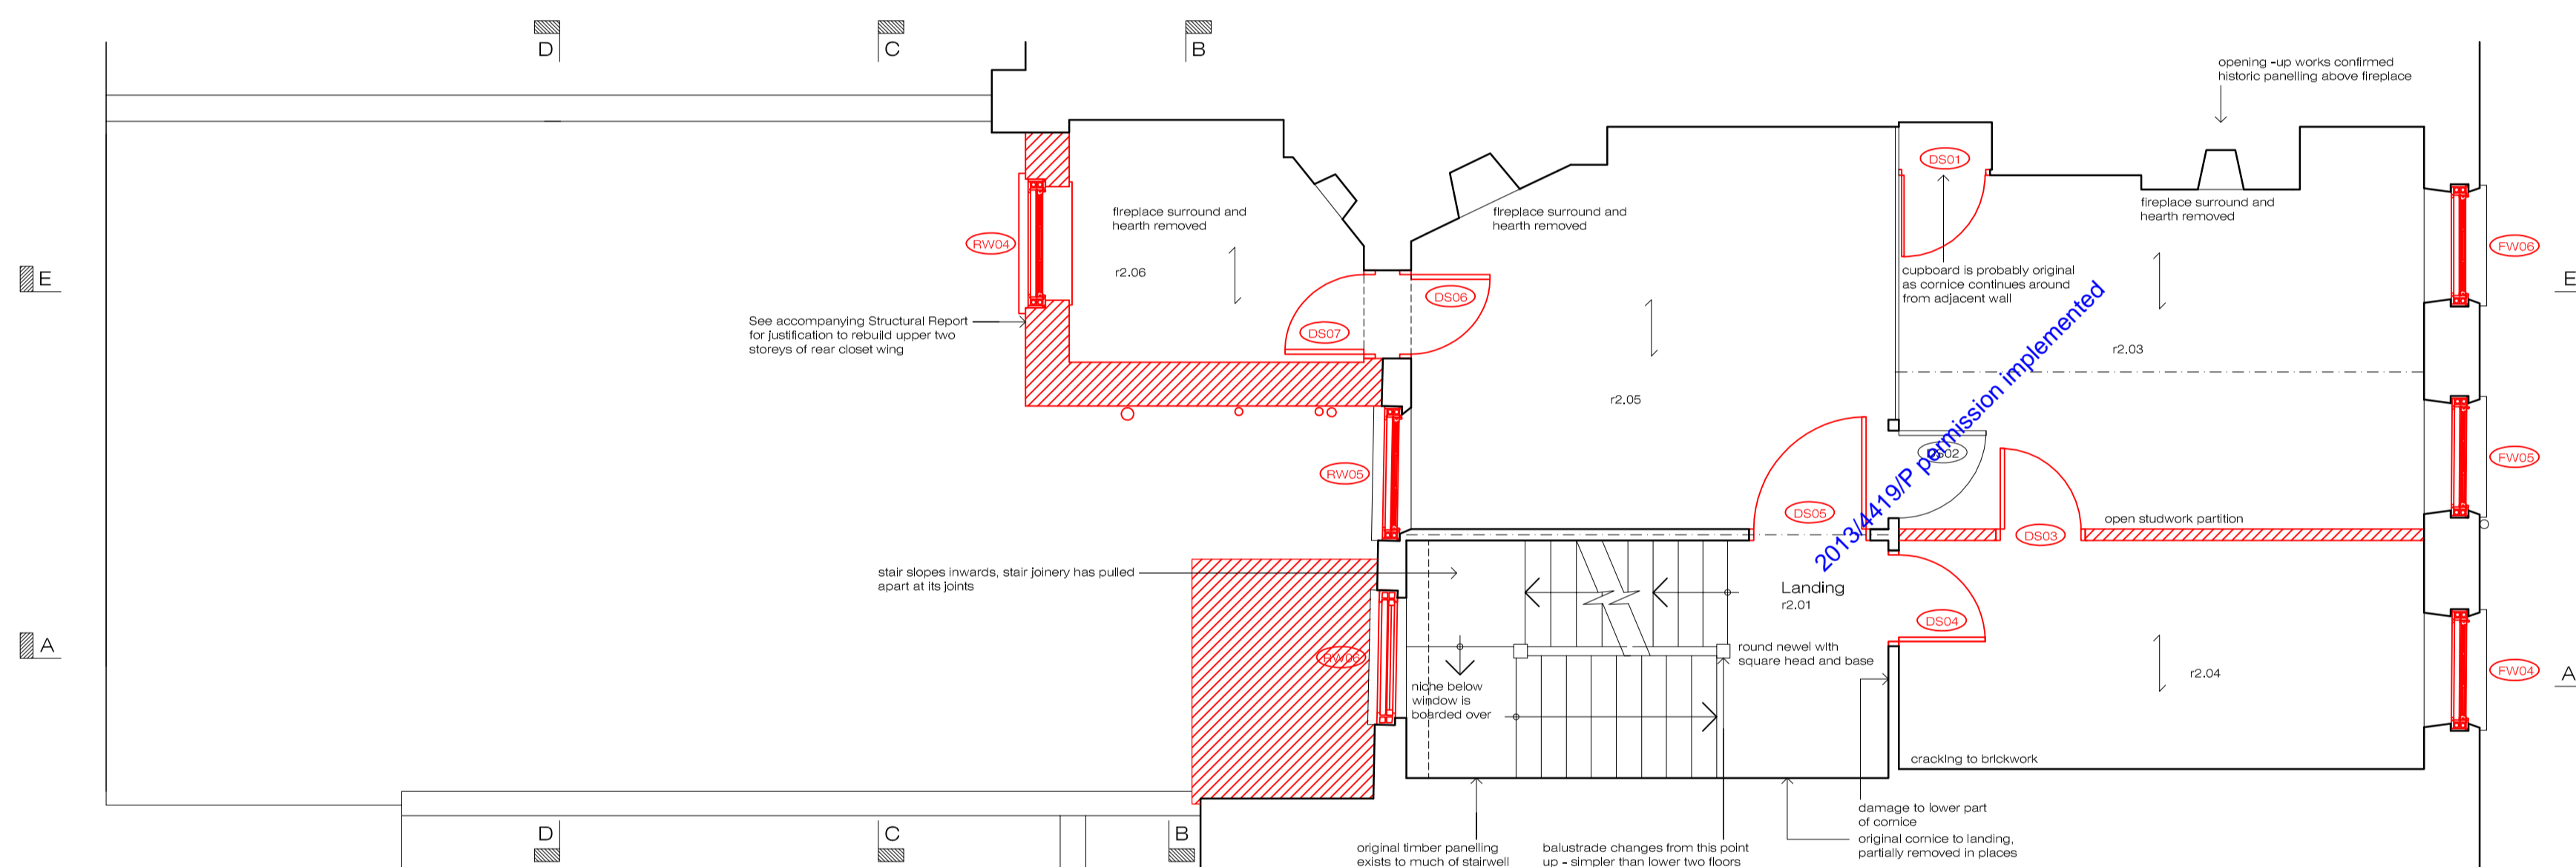 D
C
B
opening -up works confirmed
historic panelling above fireplace
DS01
fireplace surround and
hearth removed
fireplace surround and
hearth removed
fireplace surround and
hearth removed
RW04
FW06
E
E
r2.06
cupboard is probably original
as cornice continues around
from adjacent wall
DS06
DS07
See accompanying Structural Report
for justification to rebuild upper two
storeys of rear closet wing
r2.03
r2.05
2013/4419/P permission implemented
DS02
FW05
RW05
DS05
open studwork partition
DS03
stair slopes inwards, stair joinery has pulled
apart at its joints
Landing
r2.01
DS04
A
RW06
round newel with
square head and base
r2.04
FW04
A
niche below
window is
boarded over
cracking to brickwork
damage to lower part
of cornice
D
C
B
original cornice to landing,
partially removed in places
original timber panelling
exists to much of stairwell
balustrade changes from this point
up - simpler than lower two floors